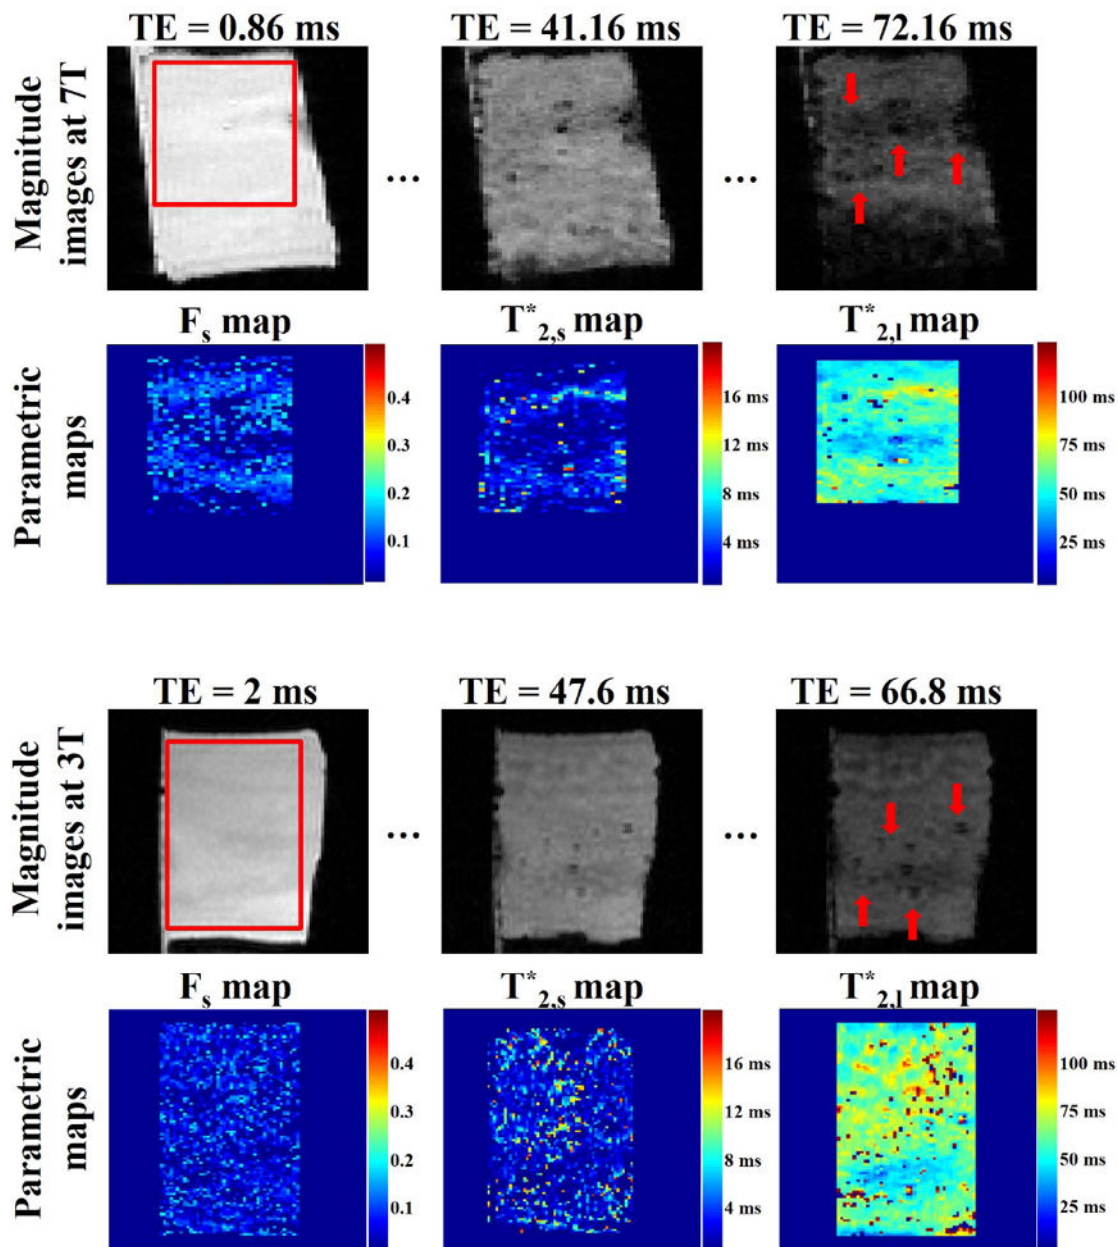 TE = 0.86 ms
TE = 41.16 ms
TE = 72.16 ms
Magnitude
images at 7T
...
...
Fs map
T*2,s map
T*2,l map
Parametric
maps
0.4
0.3
0.2
0.1
16 ms
12 ms
8 ms
4 ms
100 ms
75 ms
50 ms
25 ms
TE = 2 ms
TE = 47.6 ms
TE = 66.8 ms
Magnitude
images at 3T
...
...
Fs map
T*2,s map
T*2,l map
Parametric
maps
0.4
0.3
0.2
0.1
16 ms
12 ms
8 ms
4 ms
100 ms
75 ms
50 ms
25 ms